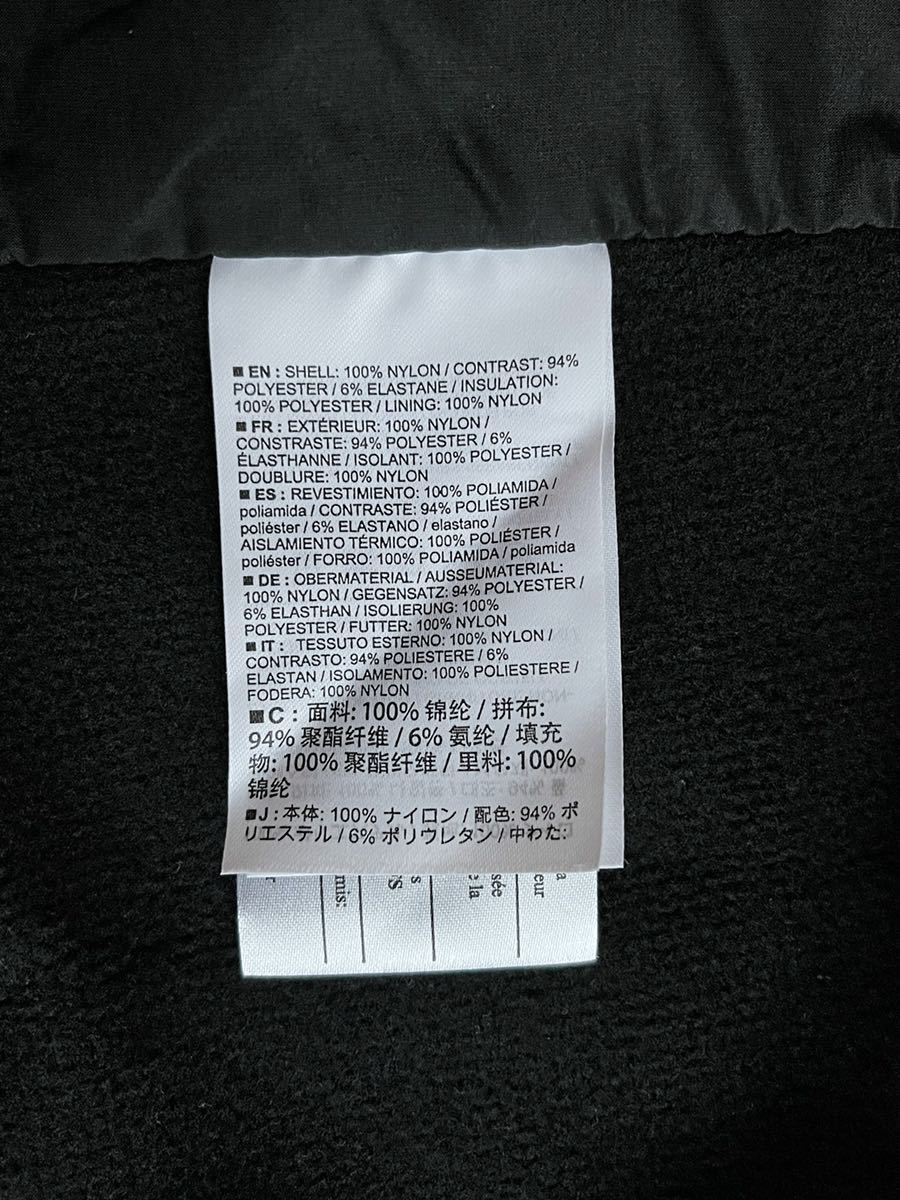 ■ EN : SHELL: 100% NYLON / CONTRAST: 94%
POLYESTER / 6% ELASTANE / INSULATION:
100% POLYESTER / LINING: 100% NYLON
■ FR : EXTÉRIEUR: 100% NYLON /
CONSTRASTE: 94% POLYESTER / 6%
ÉLASTHANNE / ISOLANT: 100% POLYESTER /
DOUBLURE: 100% NYLON
■ ES : REVESTIMIENTO: 100% POLIAMIDA /
poliamida / CONTRASTE: 94% POLIÉSTER /
poliéster / 6% ELASTANO / elastano /
AISLAMIENTO TÉRMICO: 100% POLIÉSTER /
poliéster / FORRO: 100% POLIAMIDA / poliamida
■ DE : OBERMATERIAL / AUSSEUMATERIAL:
100% NYLON / GEGENSATZ: 94% POLYESTER /
6% ELASTHAN / ISOLIERUNG: 100%
POLYESTER / FUTTER: 100% NYLON
■ IT : TESSUTO ESTERNO: 100% NYLON /
CONTRASTO: 94% POLIESTERE / 6%
ELASTAN / ISOLAMENTO: 100% POLIESTERE /
FODERA: 100% NYLON
■ C : 面料: 100% 锦纶 / 拼布:
94% 聚酯纤维 / 6% 氨纶 / 填充
物: 100% 聚酯纤维 / 里料: 100%
锦纶
■ J : 本体: 100% ナイロン / 配色: 94% ポ
リエステル / 6% ポリウレタン / 中わた:
mis:
sée
la
eur